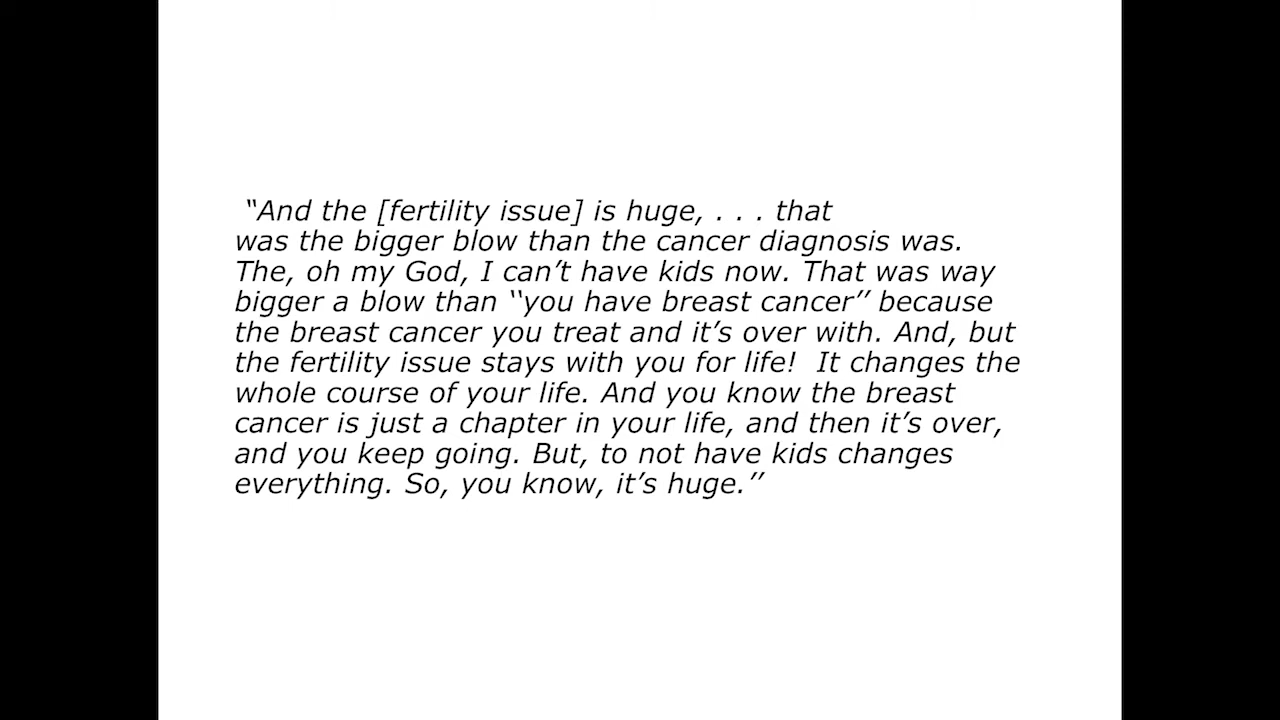 “And the [fertility issue] is huge, . . . that
was the bigger blow than the cancer diagnosis was.
The, oh my God, I can’t have kids now. That was way
bigger a blow than ‘‘you have breast cancer’’ because
the breast cancer you treat and it’s over with. And, but
the fertility issue stays with you for life!  It changes the
whole course of your life. And you know the breast
cancer is just a chapter in your life, and then it’s over,
and you keep going. But, to not have kids changes
everything. So, you know, it’s huge.’’